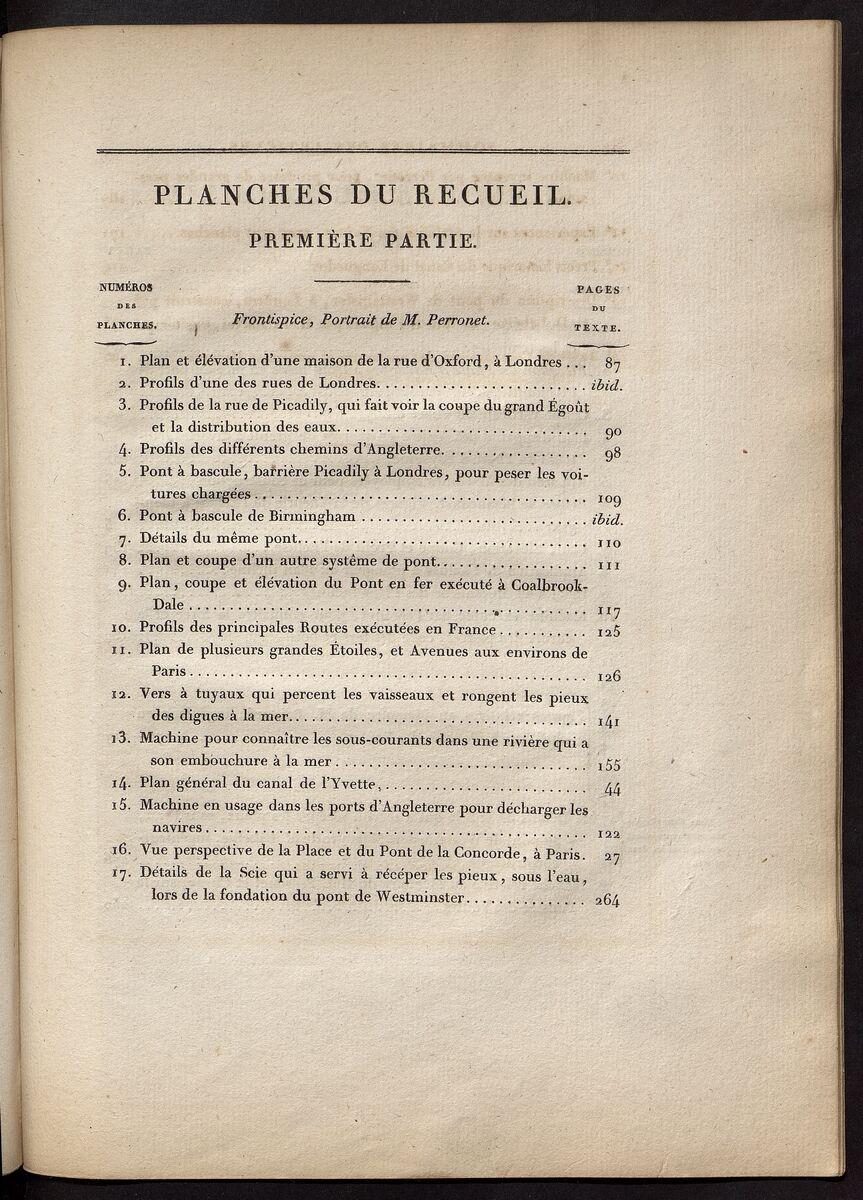 PLANCHES DU RECUEIL.
PREMIÈRE PARTIE.
NUMÉROS DES PLANCHES.
Frontispice, Portrait de M. Perronet.
PAGES DU TEXTE.
1. Plan et élévation d'une maison de la rue d'Oxford, à Londres ... 87
2. Profils d'une des rues de Londres. ......................... ibid.
3. Profils de la rue de Picadily, qui fait voir la coupe du grand Égoût
et la distribution des eaux. ............................. 90
4. Profils des différents chemins d'Angleterre. ................. 98
5. Pont à bascule, barrière Picadily à Londres, pour peser les voi-
tures chargées ........................................ 109
6. Pont à bascule de Birmingham ........................... ibid.
7. Détails du même pont. .................................. 110
8. Plan et coupe d'un autre systême de pont. .................. 111
9. Plan, coupe et élévation du Pont en fer exécuté à Coalbrook-
Dale ................................................ 117
10. Profils des principales Routes exécutées en France ........... 125
11. Plan de plusieurs grandes Étoiles, et Avenues aux environs de
Paris ................................................ 126
12. Vers à tuyaux qui percent les vaisseaux et rongent les pieux
des digues à la mer. .................................... 141
13. Machine pour connaître les sous-courants dans une rivière qui a
son embouchure à la mer ............................... 155
14. Plan général du canal de l'Yvette, ......................... 44
15. Machine en usage dans les ports d'Angleterre pour décharger les
navires .............................................. 122
16. Vue perspective de la Place et du Pont de la Concorde, à Paris. 27
17. Détails de la Scie qui a servi à récéper les pieux, sous l'eau,
lors de la fondation du pont de Westminster. .............. 264